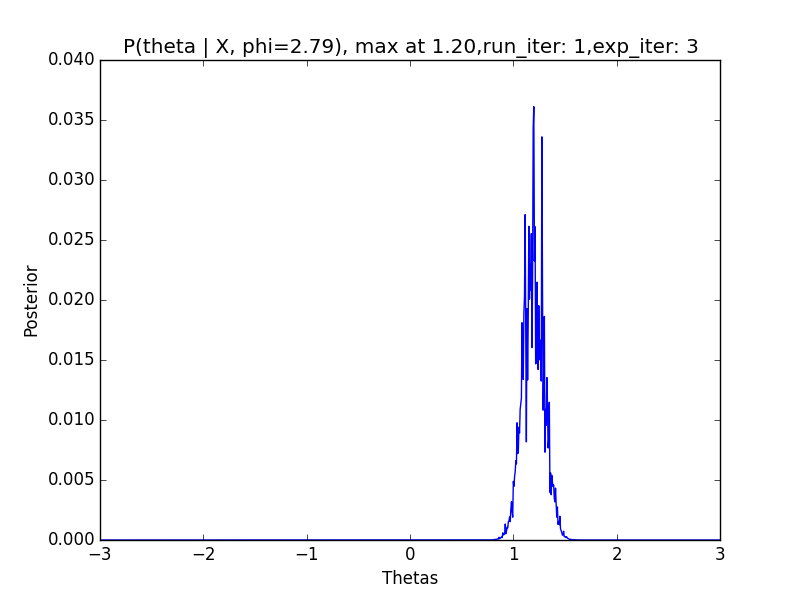 P(theta | X, phi=2.79), max at 1.20,run_iter: 1,exp_iter: 3
0.040
0.035
0.030
0.025
0.020
0.015
0.010
0.005
0.000
Posterior
−3 −2 −1 0 1 2 3
Thetas